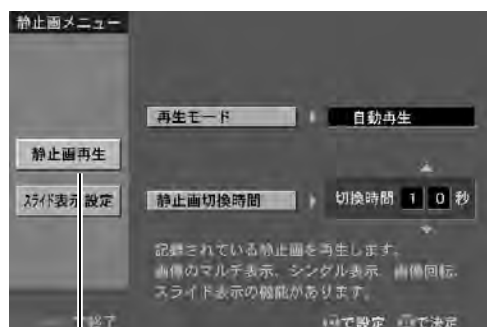 静止画メニュー
再生モード 自動再生
静止画再生
スライド表示設定
静止画切換時間 切換時間 1 0 秒
記録されている静止画を再生します。
画像のマルチ表示、シングル表示、画像回転、
スライド表示の機能があります。
で終了 で設定 で決定